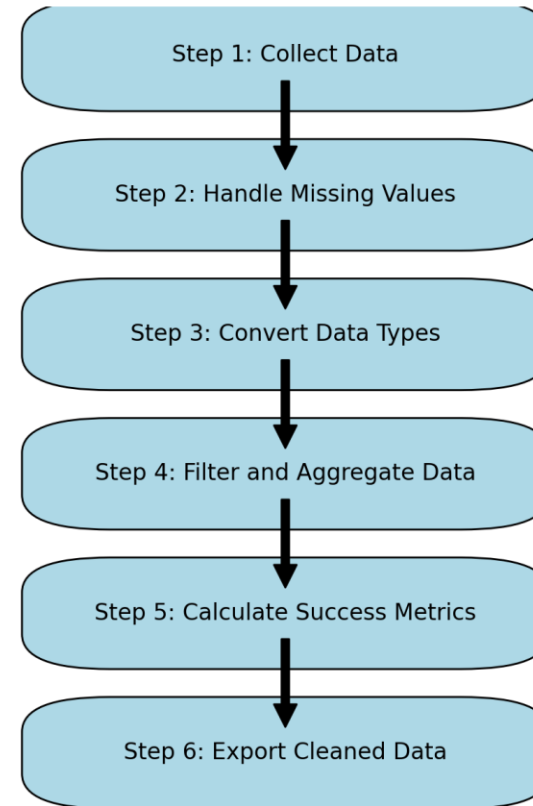 Step 1: Collect Data
Step 2: Handle Missing Values
Step 3: Convert Data Types
Step 4: Filter and Aggregate Data
Step 5: Calculate Success Metrics
Step 6: Export Cleaned Data